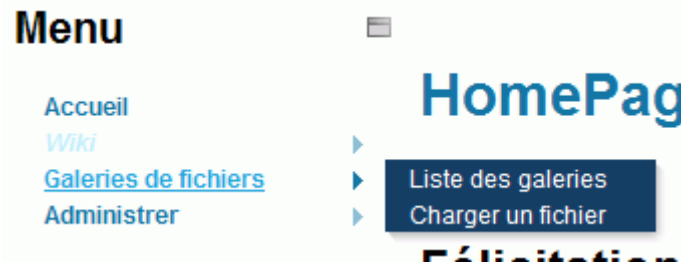 Menu
HomePag
Accueil
Wiki
Galeries de fichiers
Liste des galeries
Administrer
Charger un fichier
Félicitation